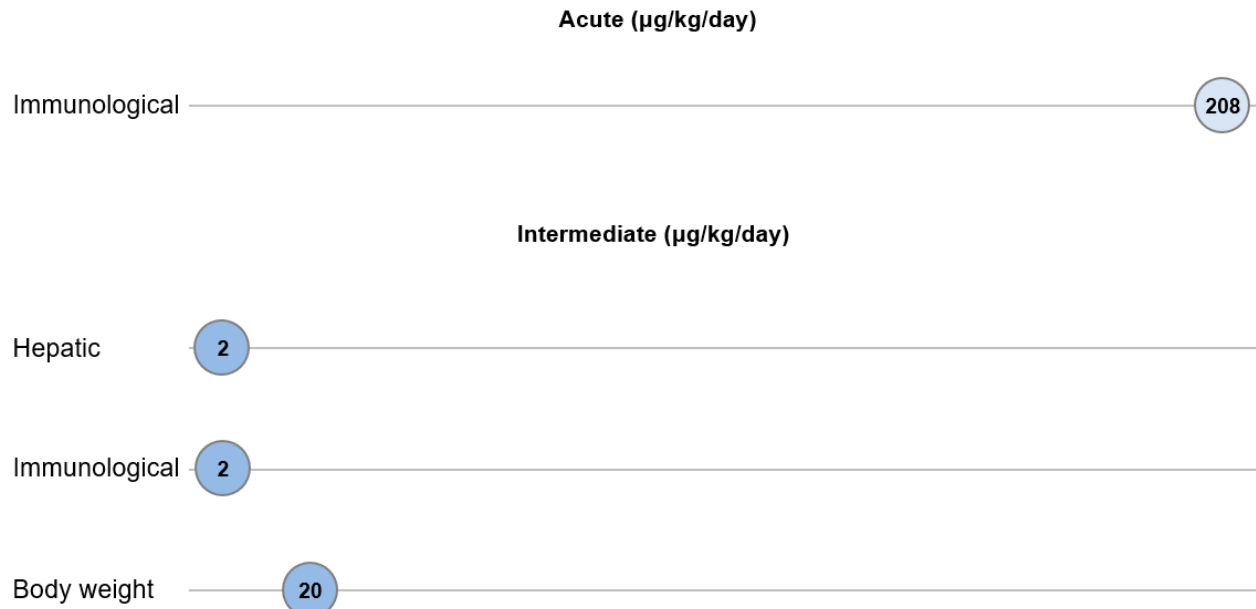 Acute (µg/kg/day)
Immunological 208
Intermediate (µg/kg/day)
Hepatic 2
Immunological 2
Body weight 20